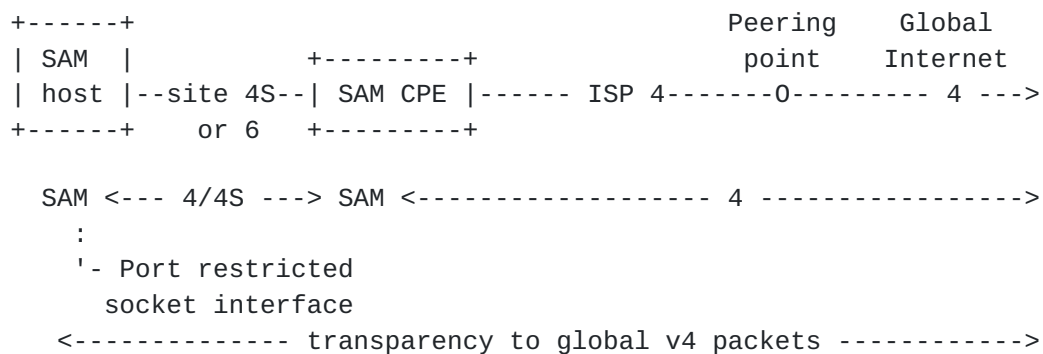 +------+                                   Peering    Global
| SAM  |          +---------+               point    Internet
| host |--site 4S--| SAM CPE |------ ISP 4-------O--------- 4 --->
+------+    or 6   +---------+
SAM <--- 4/4S ---> SAM <------------------- 4 ----------------->
:
'- Port restricted
socket interface
<-------------- transparency to global v4 packets ------------>